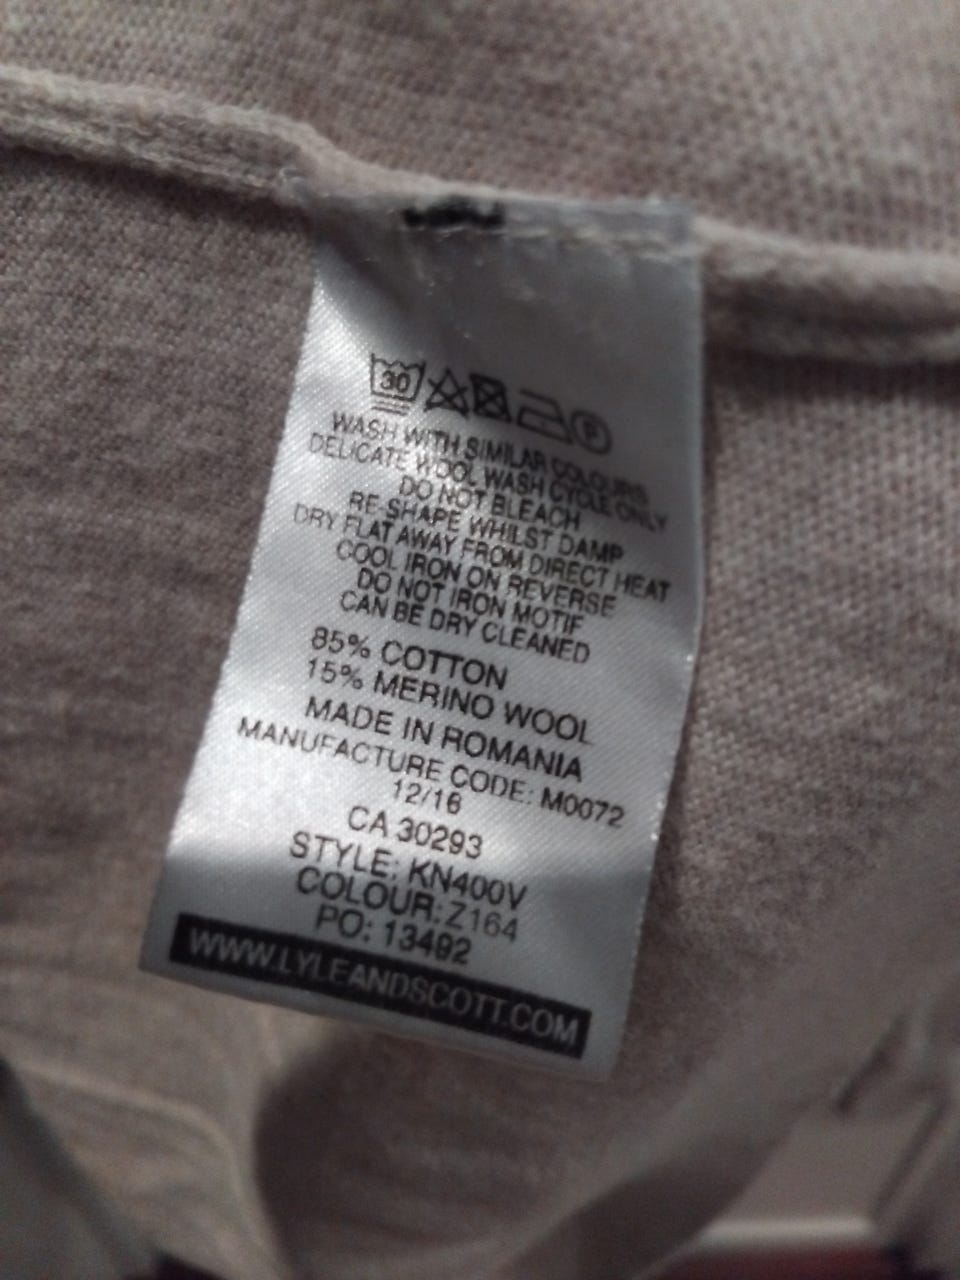 30 P
WASH WITH SIMILAR COLOURS
DELICATE WOOL WASH CYCLE ONLY
DO NOT BLEACH
RE-SHAPE WHILST DAMP
DRY FLAT AWAY FROM DIRECT HEAT
COOL IRON ON REVERSE
DO NOT IRON MOTIF
CAN BE DRY CLEANED
85% COTTON
15% MERINO WOOL
MADE IN ROMANIA
MANUFACTURE CODE: M0072
12/16
CA 30293
STYLE: KN400V
COLOUR: Z164
PO: 13492
WWW.LYLEANDSCOTT.COM